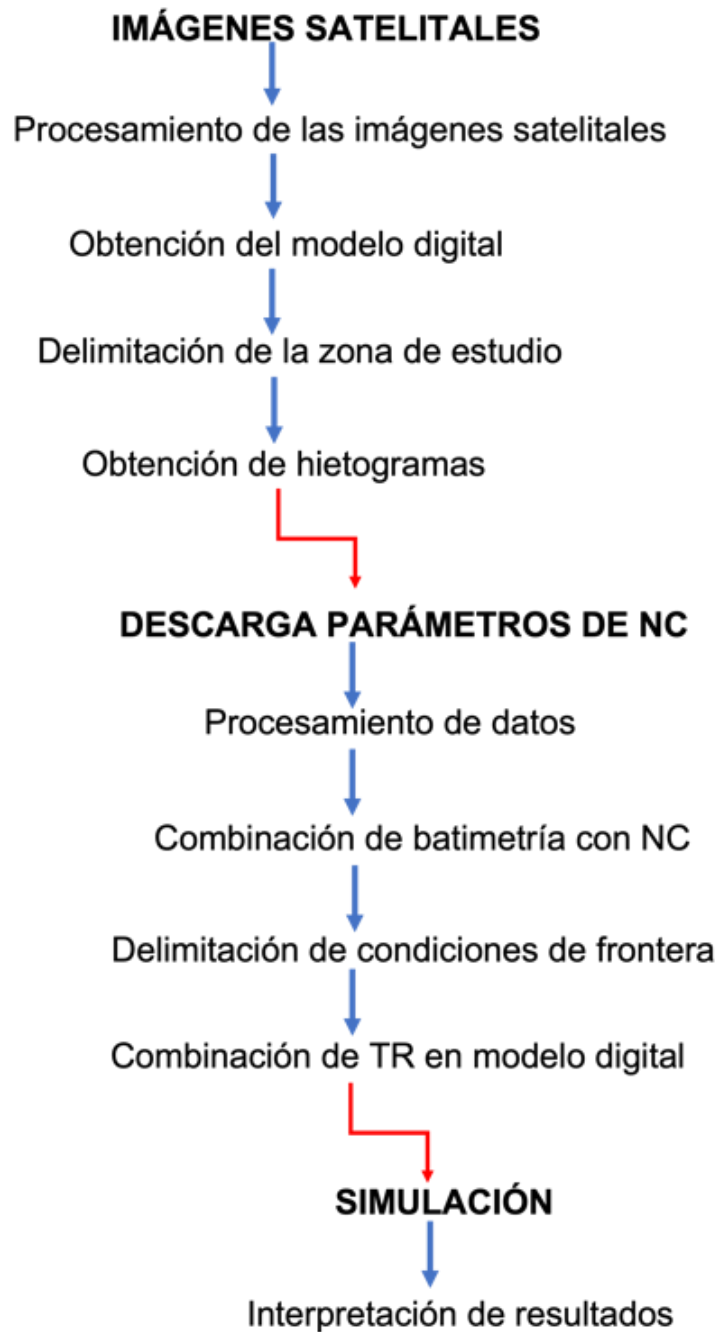 IMÁGENES SATELITALES
Procesamiento de las imágenes satelitales
Obtención del modelo digital
Delimitación de la zona de estudio
Obtención de hietogramas
DESCARGA PARÁMETROS DE NC
Procesamiento de datos
Combinación de batimetría con NC
Delimitación de condiciones de frontera
Combinación de TR en modelo digital
SIMULACIÓN
Interpretación de resultados